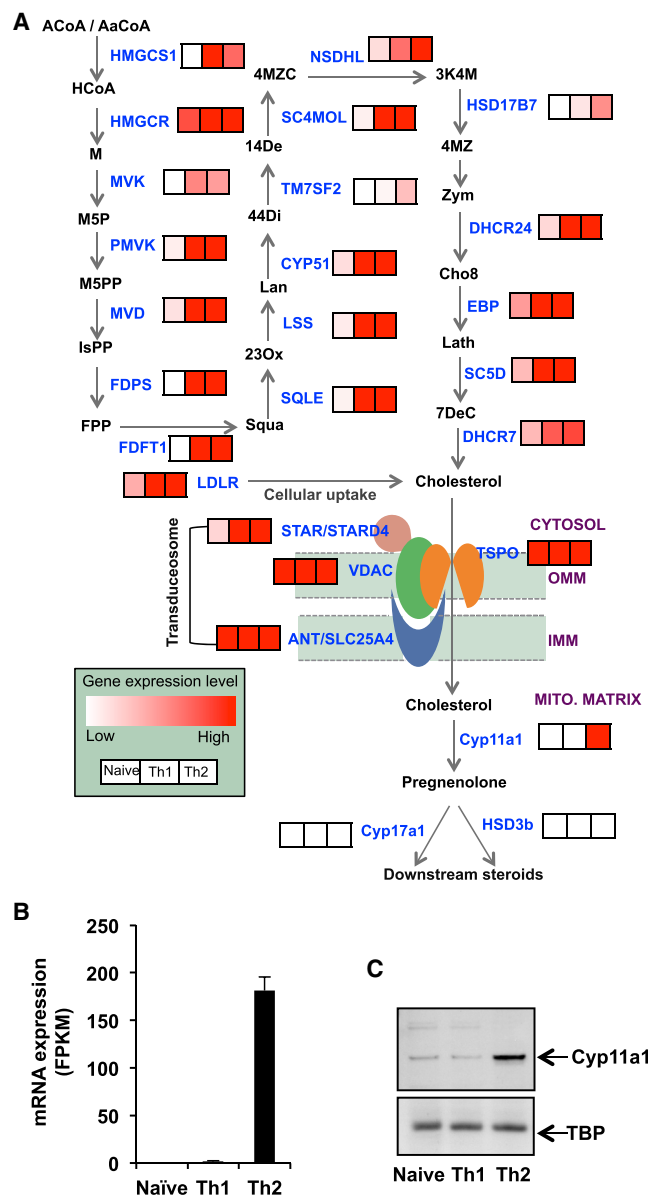 A
ACoA / AaCoA
HMGCS1
HCoA
HMGCR
M
MVK
M5P
PMVK
M5PP
MVD
IsPP
FDPS
FPP
FDFT1
Squa
SQLE
23Ox
LSS
Lan
CYP51
44Di
TM7SF2
14De
SC4MOL
4MZC
NSDHL
3K4M
HSD17B7
4MZ
Zym
DHCR24
Cho8
EBP
Lath
SC5D
7DeC
DHCR7
LDLR
Cellular uptake
Cholesterol
Transduceosome
STAR/STARD4
CYTOSOL
VDAC
TSPO
OMM
ANT/SLC25A4
IMM
Gene expression level
Low
High
Naive
Th1
Th2
Cholesterol
MITO. MATRIX
Cyp11a1
Pregnenolone
Cyp17a1
HSD3b
Downstream steroids
B
mRNA expression
(FPKM)
250
200
150
100
50
0
Naïve
Th1
Th2
C
Cyp11a1
TBP
Naive
Th1
Th2